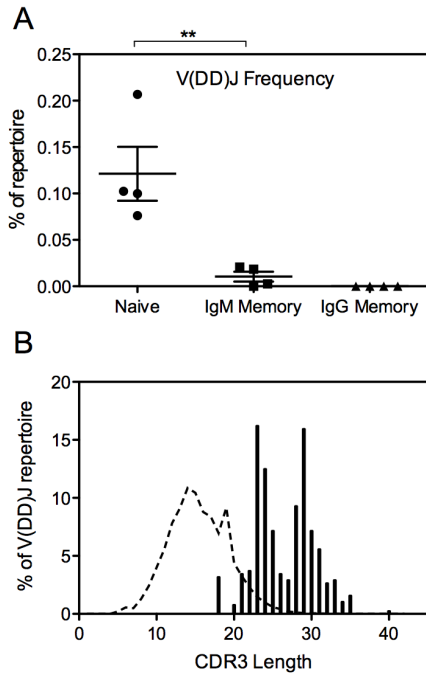 A
**
V(DD)J Frequency
% of repertoire
0.25
0.20
0.15
0.10
0.05
0.00
Naive IgM Memory IgG Memory
B
% of V(DD)J repertoire
20
15
10
5
0
0 10 20 30 40
CDR3 Length